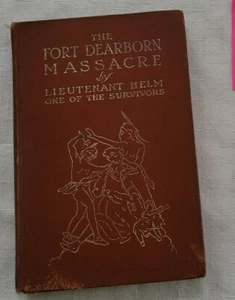 THE
FORT DEARBORN
MASSACRE
by
LIEUTENANT HELM
ONE OF THE SURVIVORS